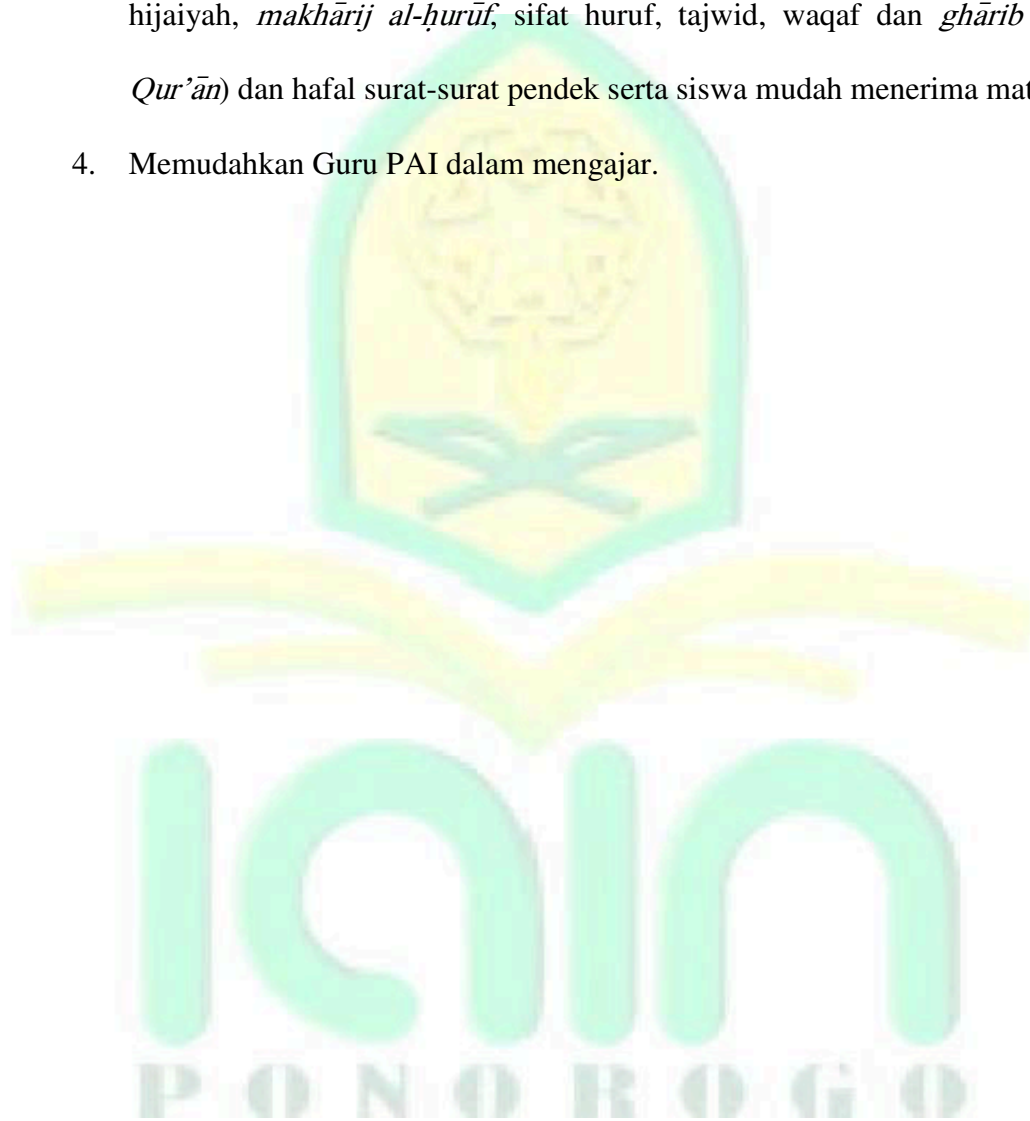 hijaiyah, makhārij al-ḥurūf, sifat huruf, tajwid, waqaf dan ghārib
Qur’ān) dan hafal surat-surat pendek serta siswa mudah menerima mat
4. Memudahkan Guru PAI dalam mengajar.
iain
PONOROGO